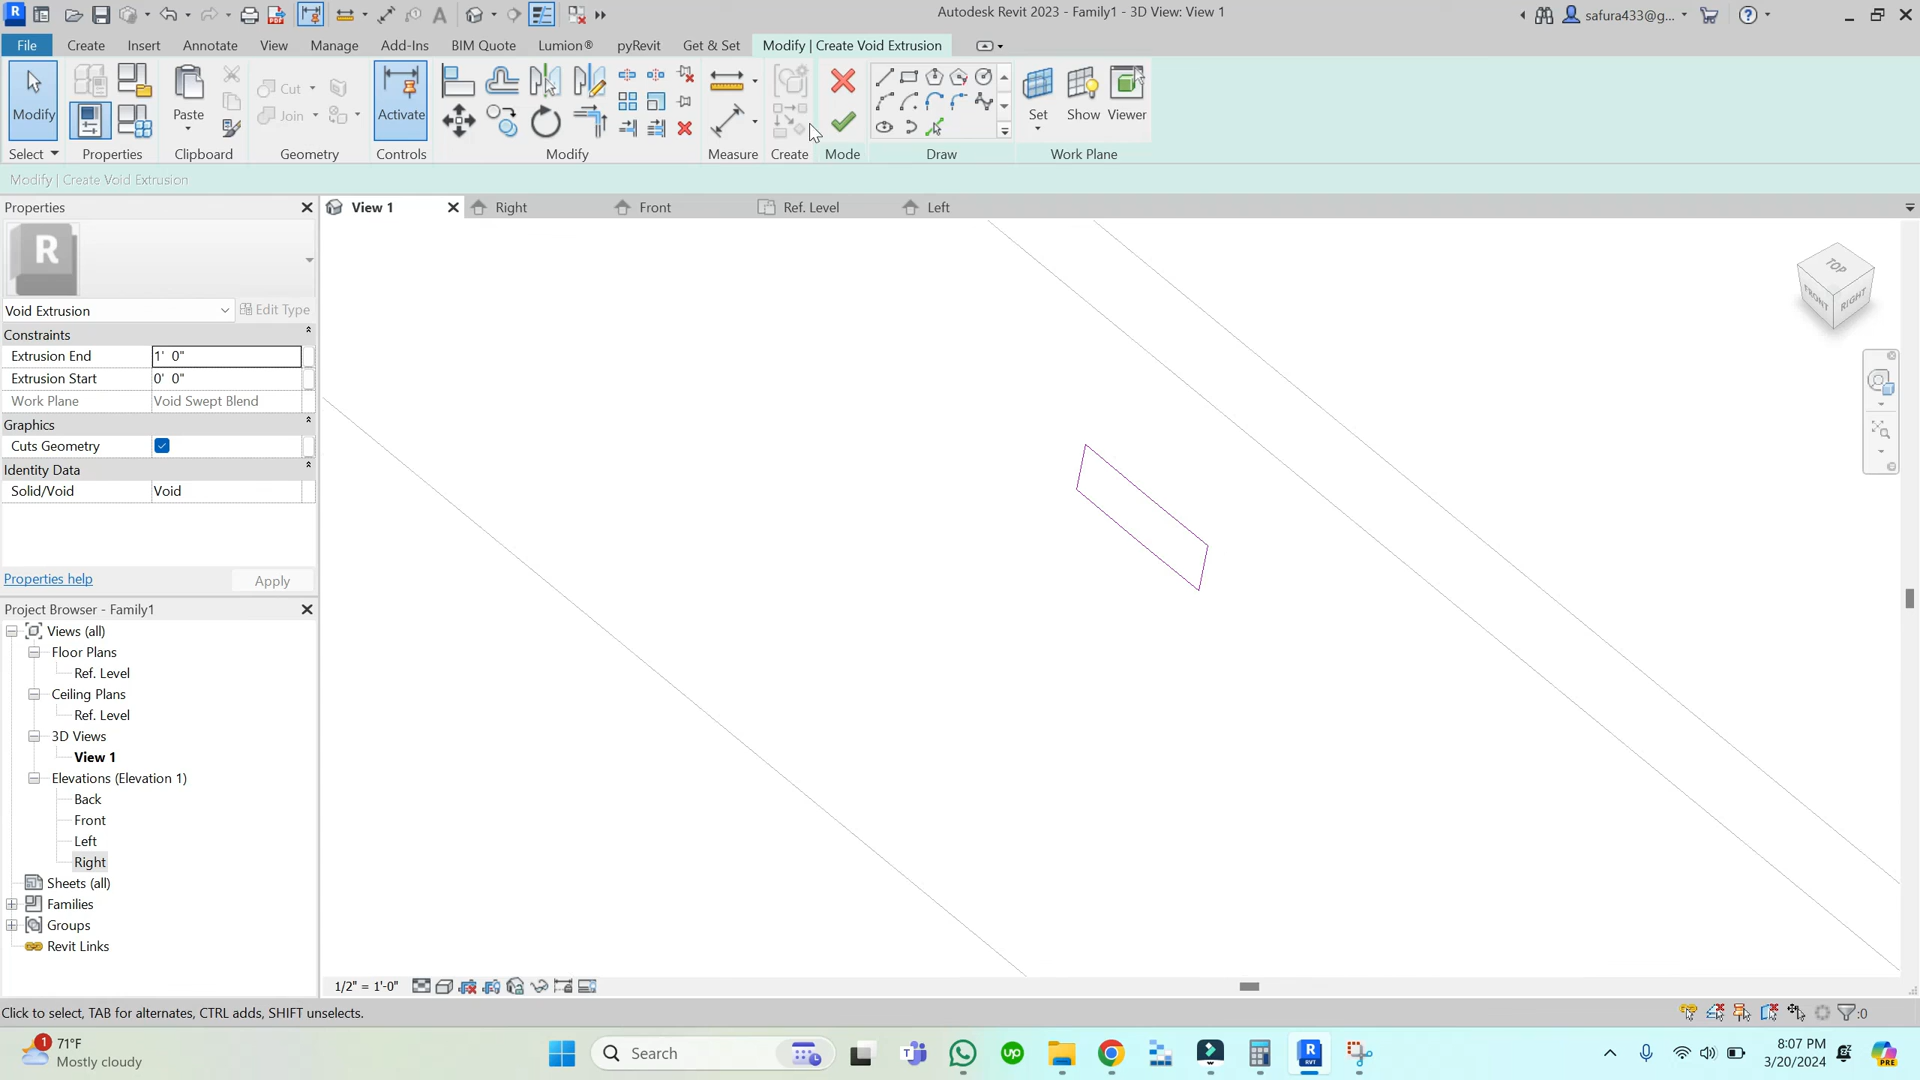 Autodesk Revit 2023 - Family1 - 3D View: View 1
safura433@g...
File
Create
Insert
Annotate
View
Manage
Add-Ins
BIM Quote
Lumion®
pyRevit
Get & Set
Modify | Create Void Extrusion
Modify
Paste
Cut
Join
Activate
Set
Show
Viewer
Select
Properties
Clipboard
Geometry
Controls
Modify
Measure
Create
Mode
Draw
Work Plane
Modify | Create Void Extrusion
Properties
View 1
Right
Front
Ref. Level
Left
R
Void Extrusion
Edit Type
Constraints
Extrusion End 1' 0"
Extrusion Start 0' 0"
Work Plane Void Swept Blend
Graphics
Cuts Geometry
Identity Data
Solid/Void Void
Properties help
Apply
TOP
FRONT
RIGHT
Project Browser - Family1
Views (all)
Floor Plans
Ref. Level
Ceiling Plans
Ref. Level
3D Views
View 1
Elevations (Elevation 1)
Back
Front
Left
Right
Sheets (all)
Families
Groups
Revit Links
1/2" = 1'-0"
Click to select, TAB for alternates, CTRL adds, SHIFT unselects.
:0
1
71°F
Mostly cloudy
Search
up
R
RVT
8:07 PM
3/20/2024
PRE